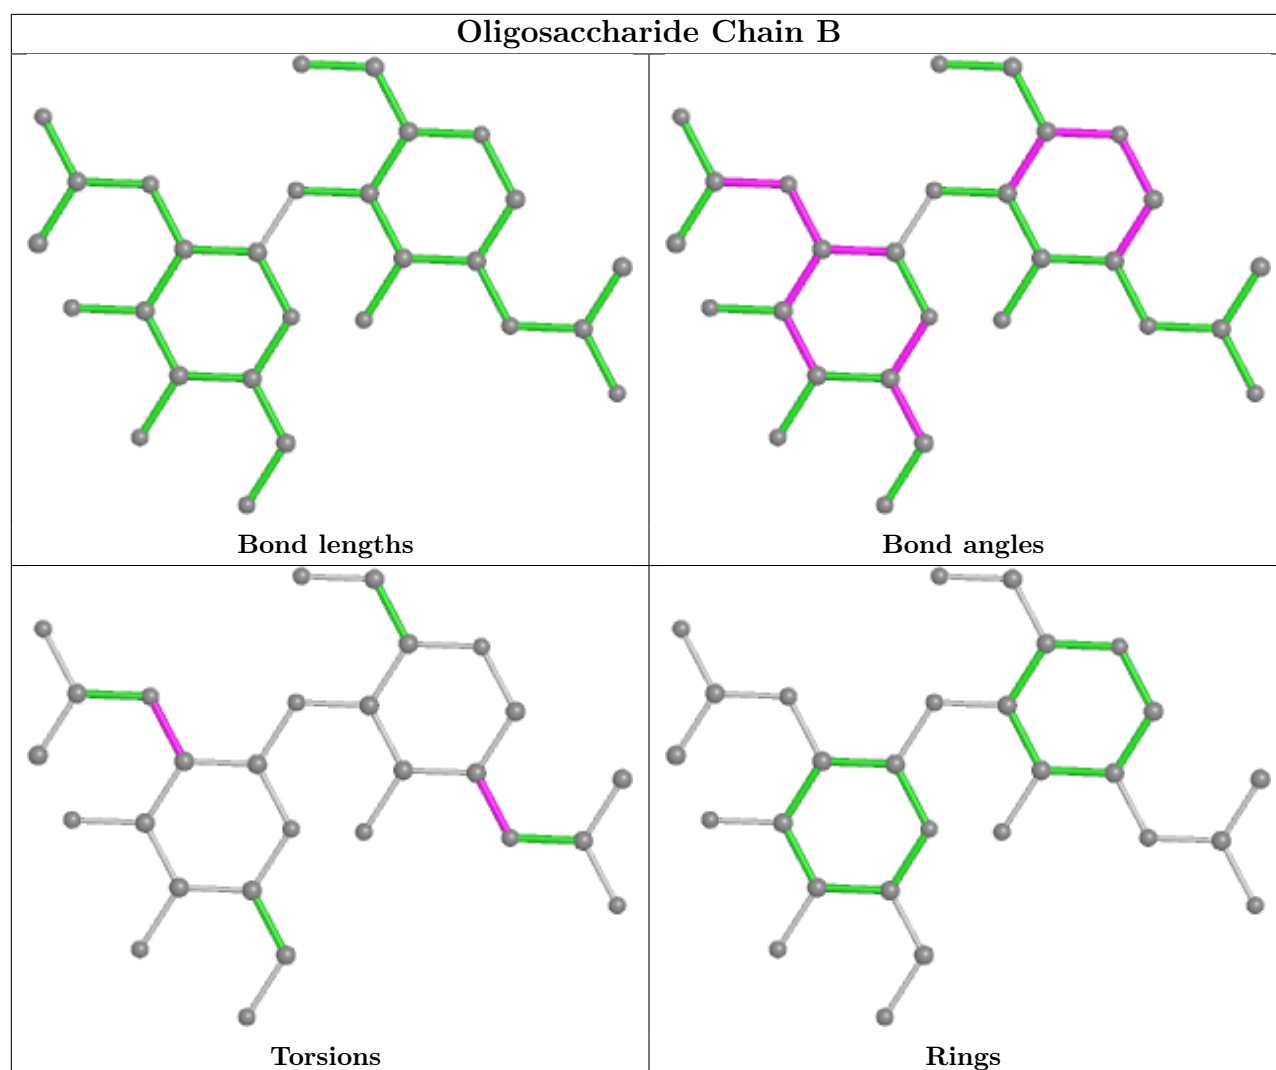 Oligosaccharide Chain B
Bond lengths
Bond angles
Torsions
Rings